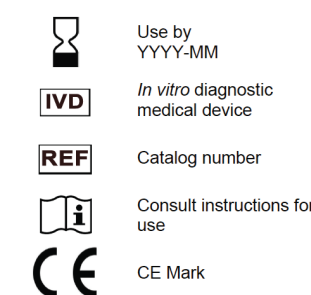 Use by
YYYY-MM
IVD
In vitro diagnostic
medical device
REF
Catalog number
i
Consult instructions for
use
CE
CE Mark